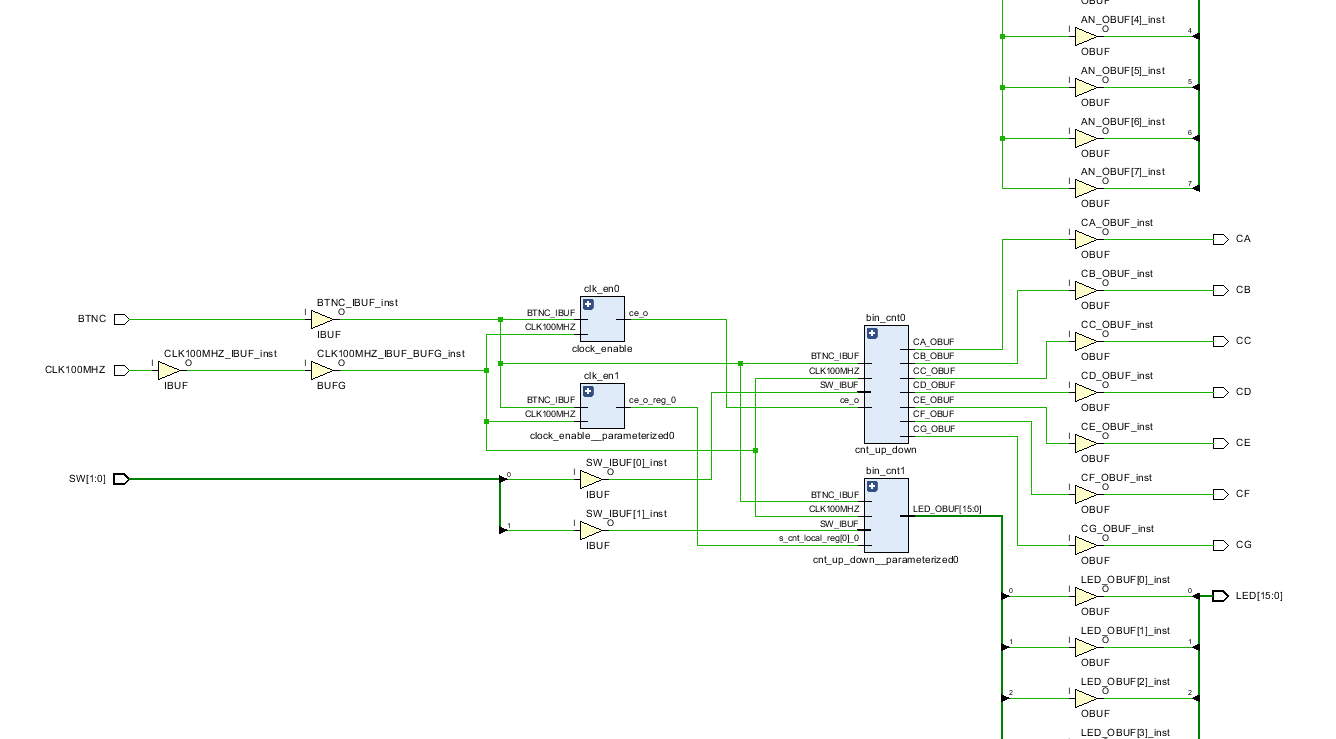 OBUF
AN_OBUF[4]_inst
I
O
4
OBUF
AN_OBUF[5]_inst
I
O
5
OBUF
AN_OBUF[6]_inst
I
O
6
OBUF
AN_OBUF[7]_inst
I
O
7
OBUF
CA_OBUF_inst
I
O
CA
OBUF
CB_OBUF_inst
I
O
CB
OBUF
CC_OBUF_inst
I
O
CC
OBUF
CD_OBUF_inst
I
O
CD
OBUF
CE_OBUF_inst
I
O
CE
OBUF
CF_OBUF_inst
I
O
CF
OBUF
CG_OBUF_inst
I
O
CG
OBUF
BTNC
BTNC_IBUF_inst
I
O
IBUF
CLK100MHZ
CLK100MHZ_IBUF_inst
I
O
IBUF
CLK100MHZ_IBUF_BUFG_inst
I
O
BUFG
clk_en0
BTNC_IBUF
CLK100MHZ
ce_o
clock_enable
clk_en1
BTNC_IBUF
CLK100MHZ
ce_o_reg_0
clock_enable__parameterized0
SW[1:0]
0
SW_IBUF[0]_inst
I
O
IBUF
1
SW_IBUF[1]_inst
I
O
IBUF
bin_cnt0
BTNC_IBUF
CLK100MHZ
SW_IBUF
ce_o
CA_OBUF
CB_OBUF
CC_OBUF
CD_OBUF
CE_OBUF
CF_OBUF
CG_OBUF
cnt_up_down
bin_cnt1
BTNC_IBUF
CLK100MHZ
SW_IBUF
s_cnt_local_reg[0]_0
LED_OBUF[15:0]
cnt_up_down__parameterized0
LED_OBUF[0]_inst
0
I
O
0
LED[15:0]
OBUF
LED_OBUF[1]_inst
1
I
O
1
OBUF
LED_OBUF[2]_inst
2
I
O
2
OBUF
LED_OBUF[3]_inst